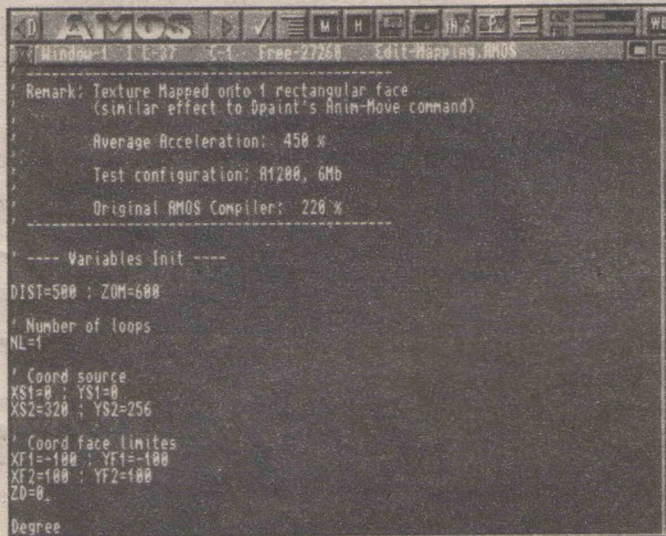 AMOS
Window-1 L-37 C-1 Free-27268 Edit-Mapping.AMOS
' ----------------------------------------------
' Remark: Texture Mapped onto 1 rectangular face
' (similar effect to Dpaint's Anim-Move command)
'
' Average Acceleration: 450 %
'
' Test configuration: A1200, 6Mb
'
' Original AMOS Compiler: 220 %
' ----------------------------------------------
' ---- Variables Init ----
DIST=500 : ZOM=600
' Number of loops
NL=1
' Coord source
XS1=0 : YS1=0
XS2=320 : YS2=256
' Coord face limites
XF1=-100 : YF1=-100
XF2=100 : YF2=100
ZD=0
Degree